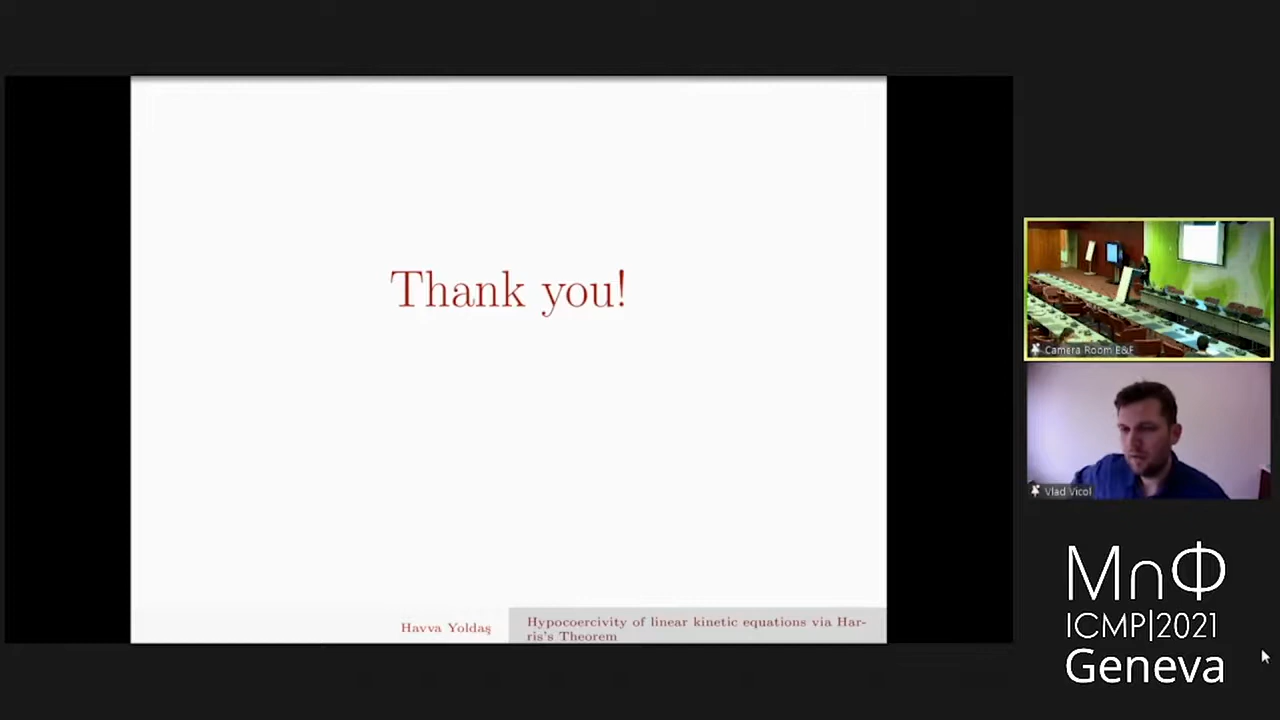 Thank you!
Havva Yoldaş
Hypocoercivity of linear kinetic equations via Har-
ris's Theorem
Camera Room E&F
Vlad Vicol
MnΦ
ICMP|2021
Geneva